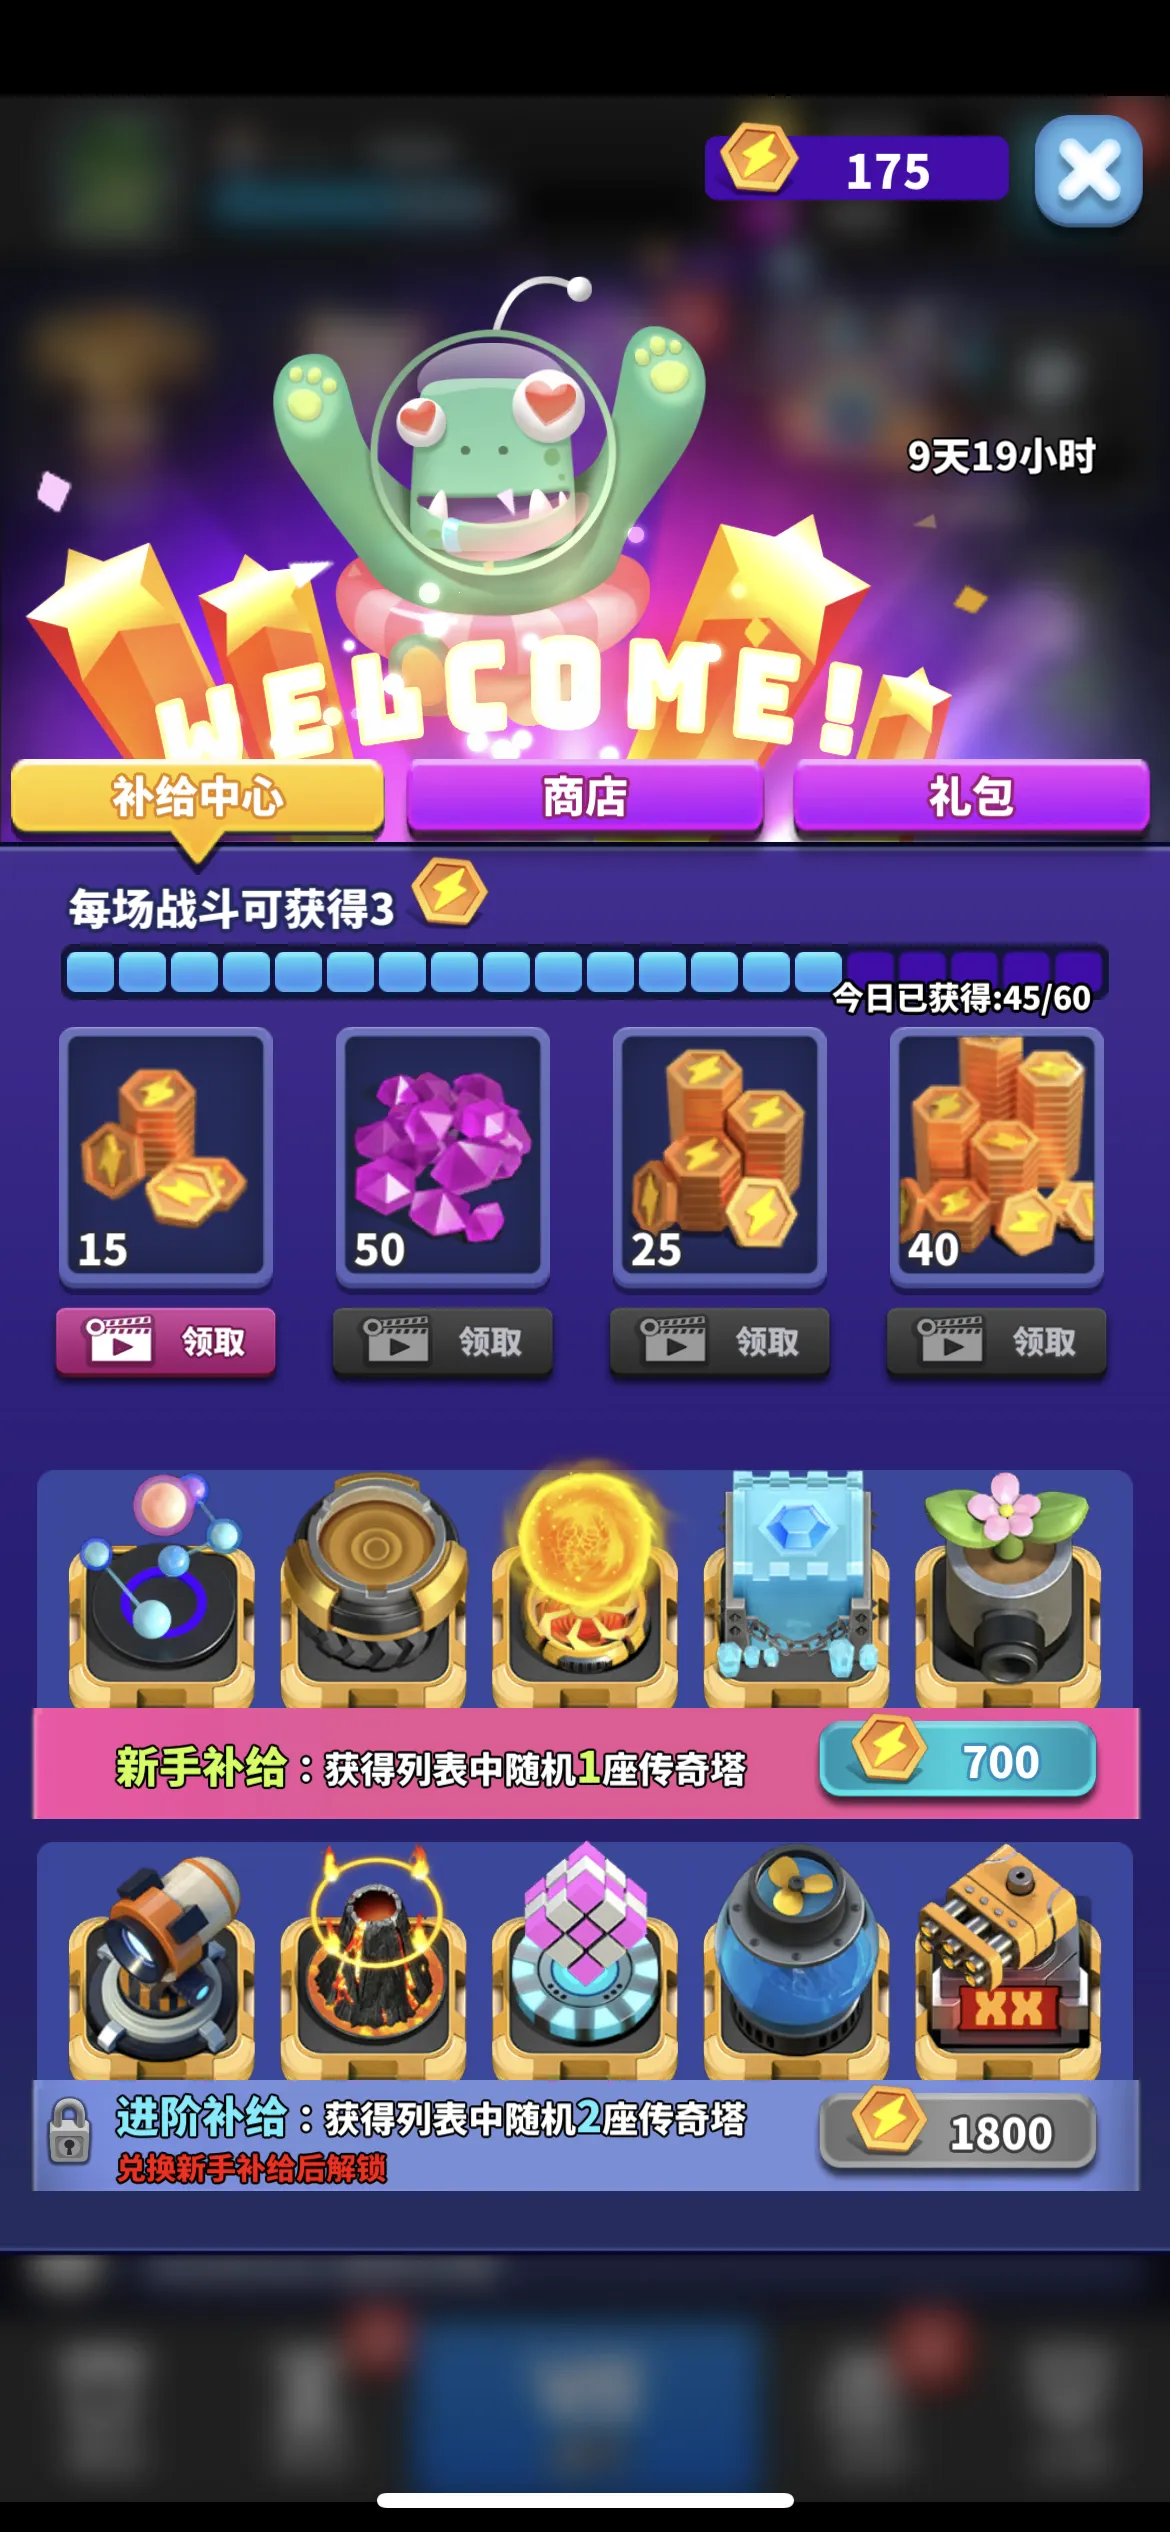 175
9天19小时
WELCOME!
补给中心
商店
礼包
每场战斗可获得3
今日已获得:45/60
15
50
25
40
领取
领取
领取
领取
新手补给：获得列表中随机1座传奇塔
700
XX
进阶补给：获得列表中随机2座传奇塔
兑换新手补给后解锁
1800